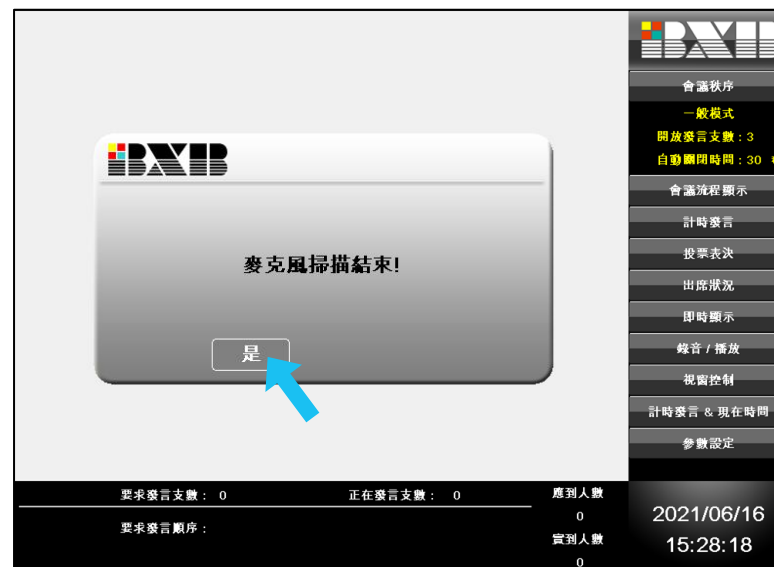 BXB
會議秩序
一般模式
開放發言支數：3
自動關閉時間：30
會議流程顯示
計時發言
投票表決
出席狀況
即時顯示
錄音 / 播放
視窗控制
計時發言 & 現在時間
參數設定
BXB
麥克風掃描結束!
是
要求發言支數： 0
正在發言支數： 0
要求發言順序：
應到人數
0
實到人數
0
2021/06/16
15:28:18